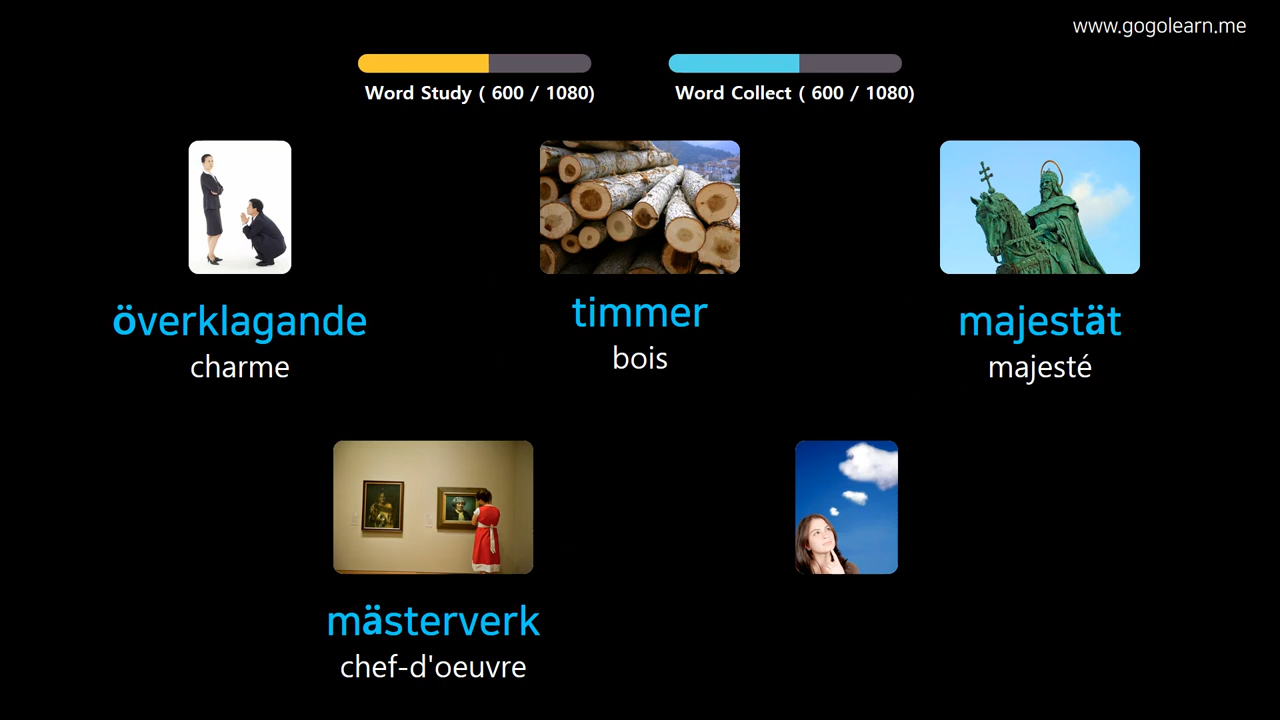 www.gogolearn.me
Word Study ( 600 / 1080)
Word Collect ( 600 / 1080)
överklagande
charme
timmer
bois
majestät
majesté
mästerverk
chef-d'oeuvre